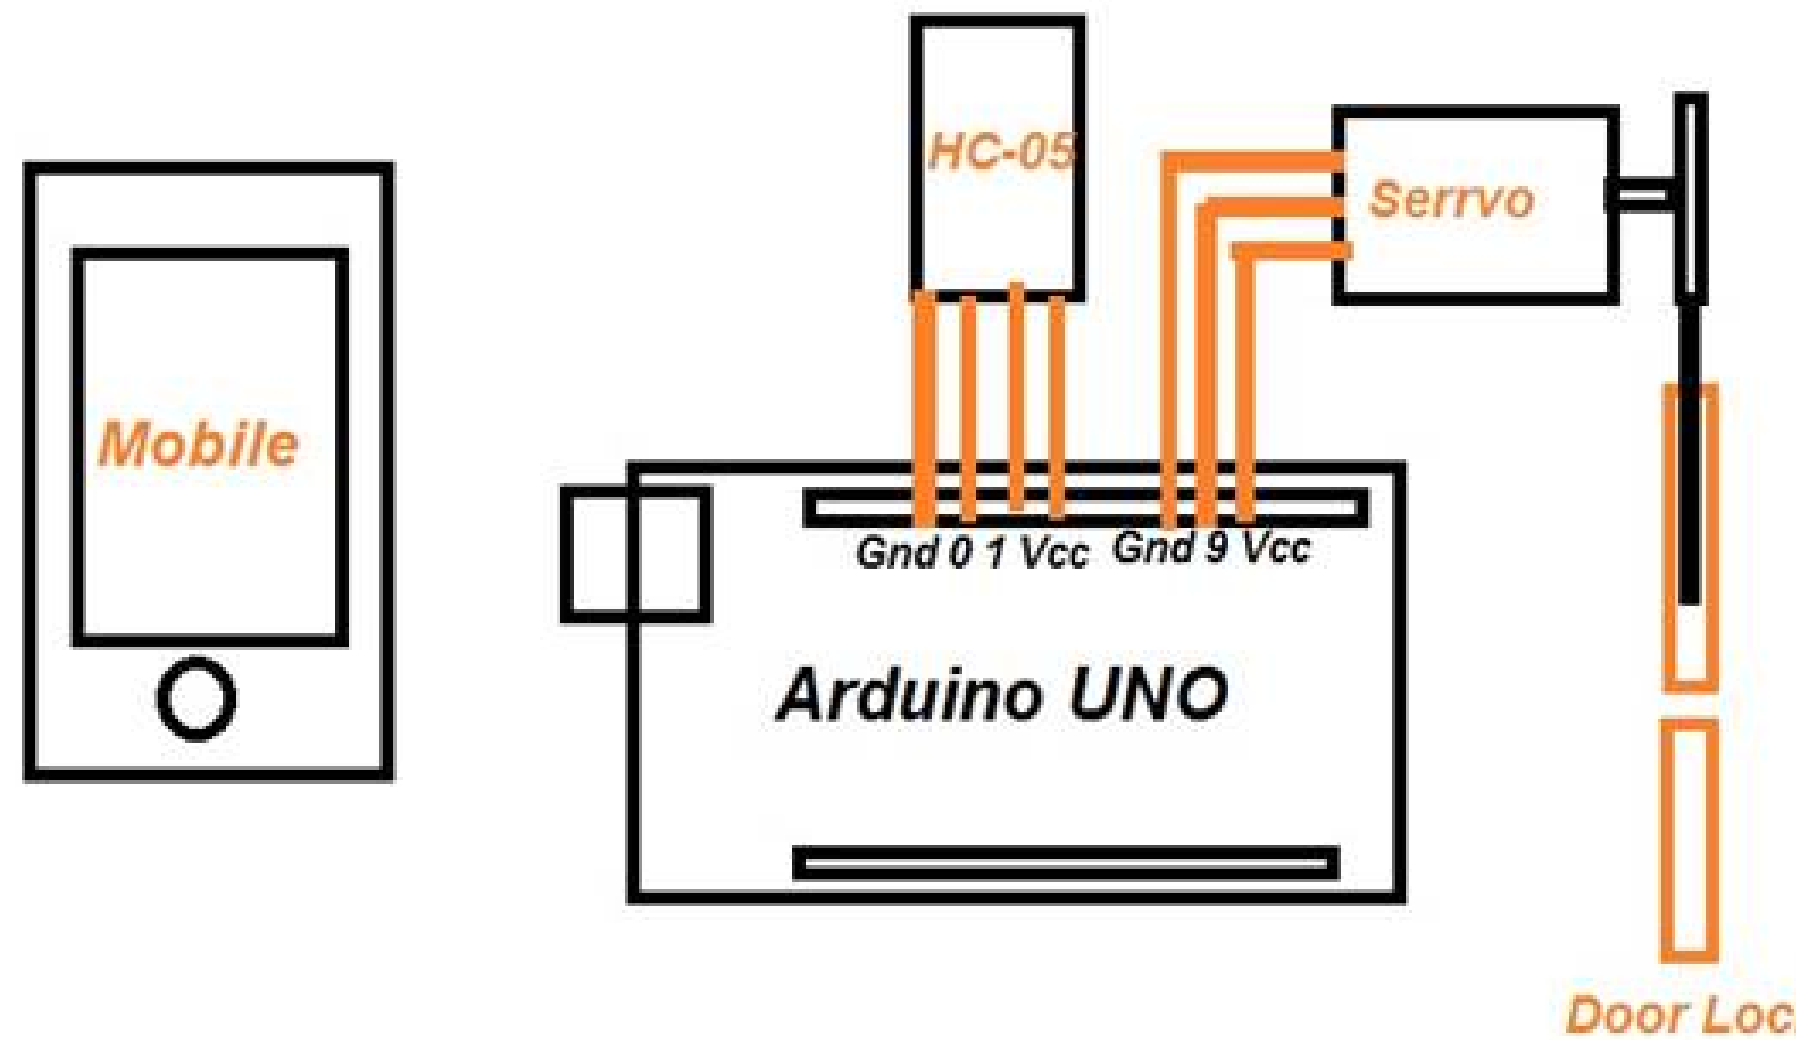 HC-05
Serrvo
Mobile
Gnd 0 1 Vcc Gnd 9 Vcc
Arduino UNO
Door Loc